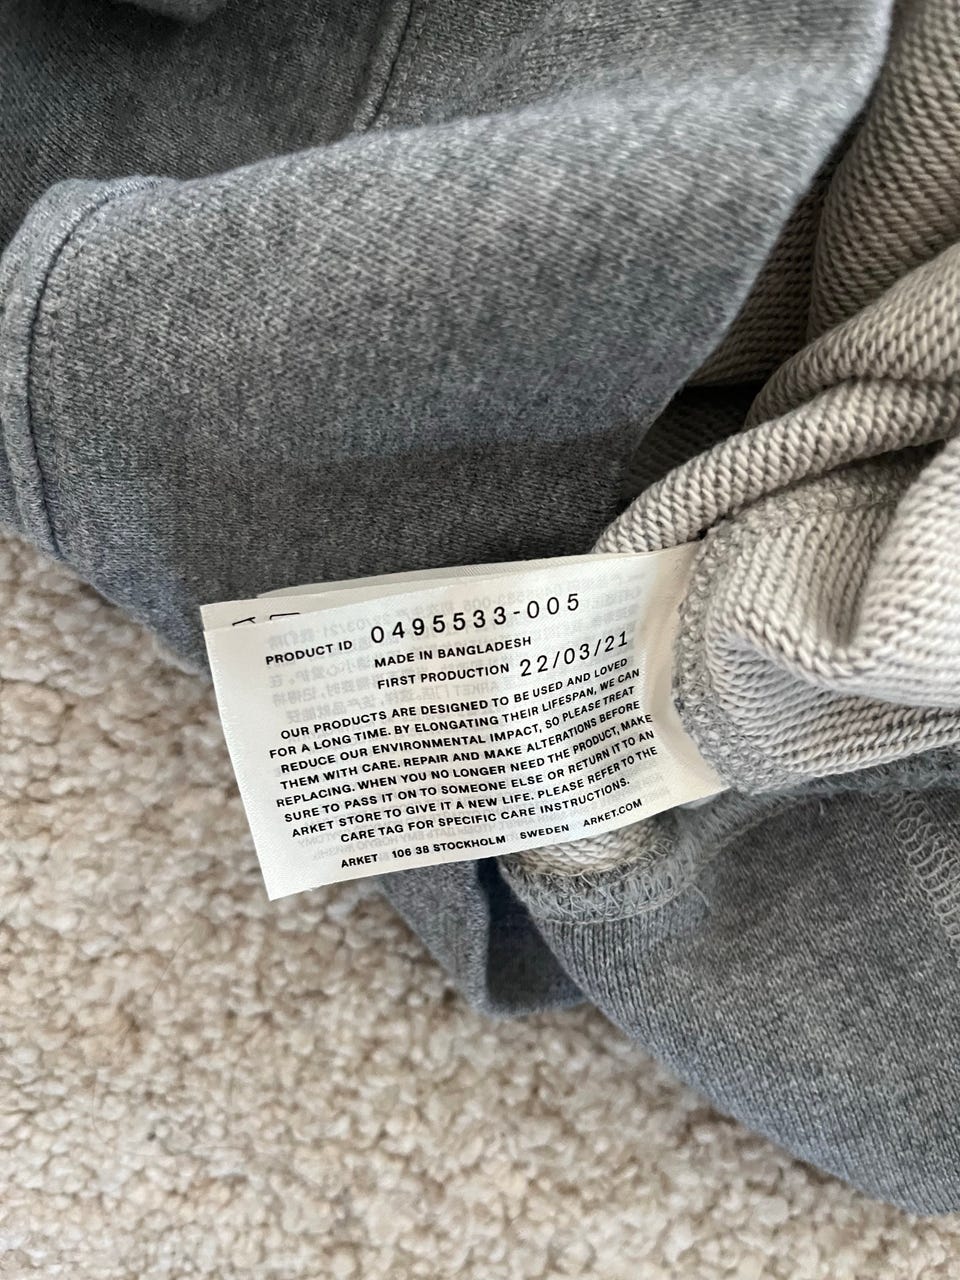 PRODUCT ID 0495533-005
MADE IN BANGLADESH
FIRST PRODUCTION 22/03/21
OUR PRODUCTS ARE DESIGNED TO BE USED AND LOVED
FOR A LONG TIME. BY ELONGATING THEIR LIFESPAN, WE CAN
REDUCE OUR ENVIRONMENTAL IMPACT, SO PLEASE TREAT
THEM WITH CARE. REPAIR AND MAKE ALTERATIONS BEFORE
REPLACING. WHEN YOU NO LONGER NEED THE PRODUCT, MAKE
SURE TO PASS IT ON TO SOMEONE ELSE OR RETURN IT TO AN
ARKET STORE TO GIVE IT A NEW LIFE. PLEASE REFER TO THE
CARE TAG FOR SPECIFIC CARE INSTRUCTIONS.
ARKET 106 38 STOCKHOLM SWEDEN ARKET.COM